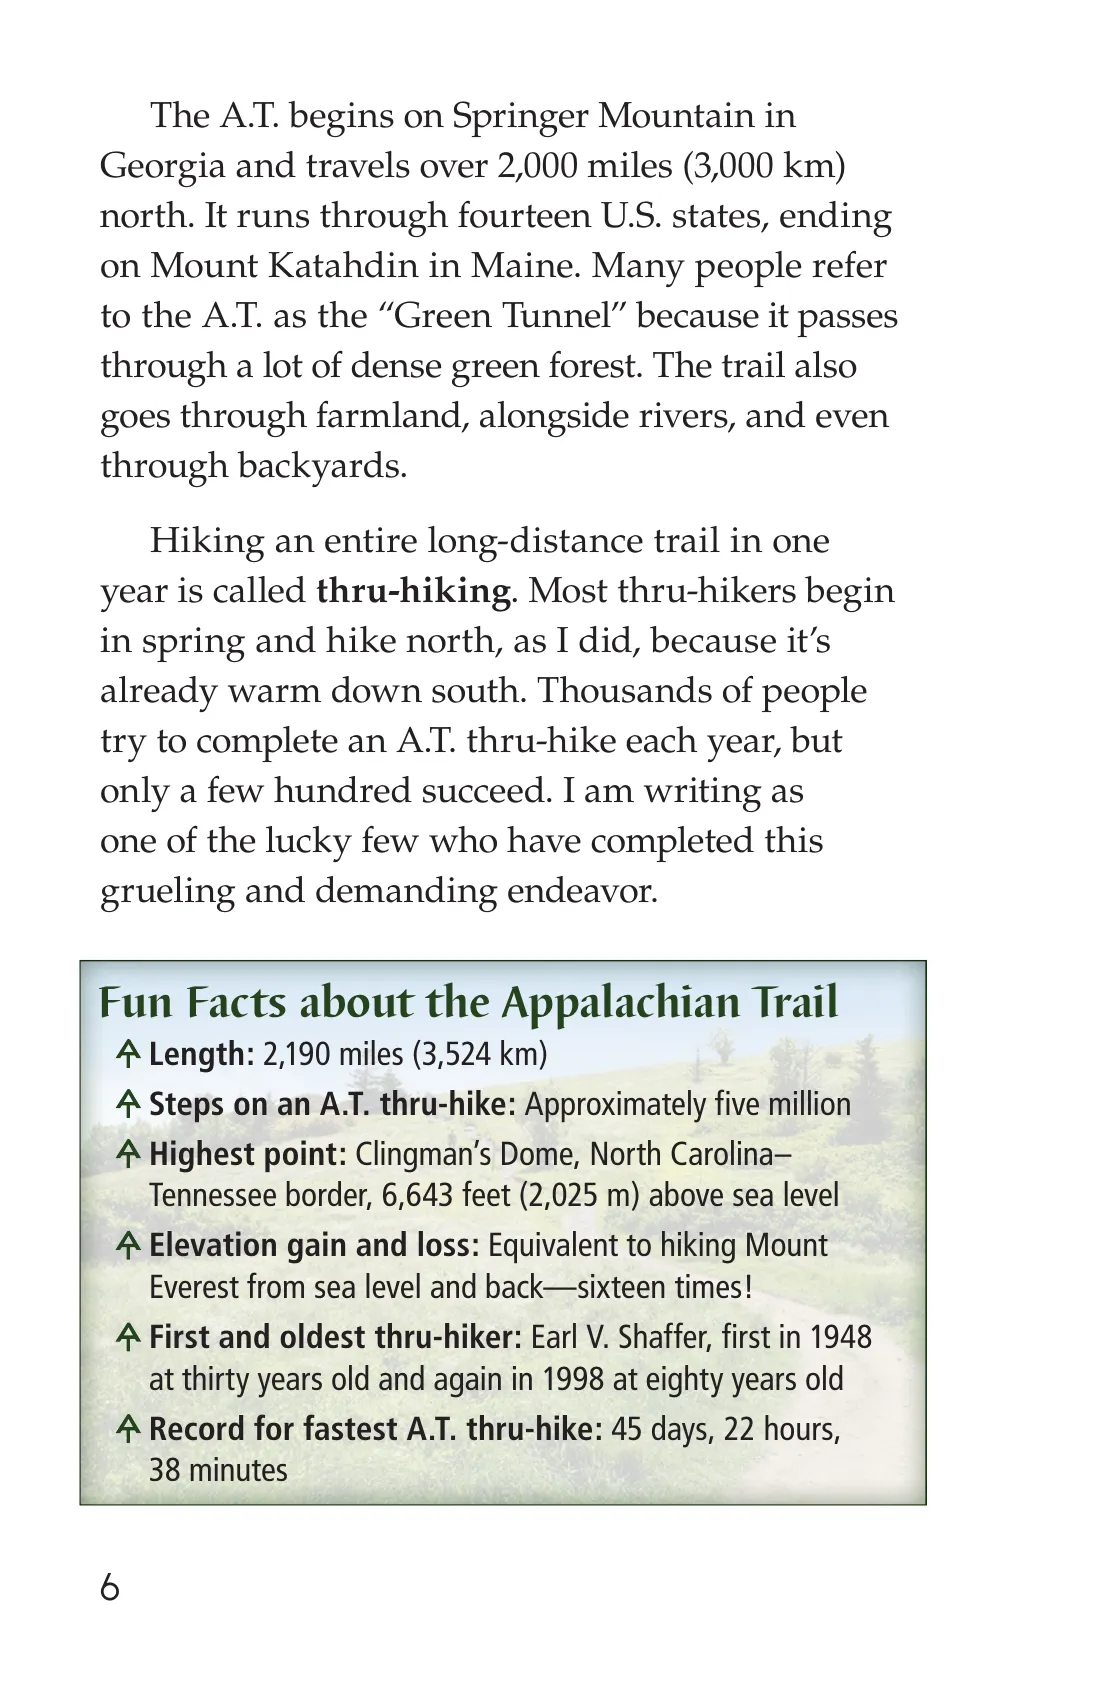 The A.T. begins on Springer Mountain in
Georgia and travels over 2,000 miles (3,000 km)
north. It runs through fourteen U.S. states, ending
on Mount Katahdin in Maine. Many people refer
to the A.T. as the “Green Tunnel” because it passes
through a lot of dense green forest. The trail also
goes through farmland, alongside rivers, and even
through backyards.
Hiking an entire long-distance trail in one
year is called thru-hiking. Most thru-hikers begin
in spring and hike north, as I did, because it’s
already warm down south. Thousands of people
try to complete an A.T. thru-hike each year, but
only a few hundred succeed. I am writing as
one of the lucky few who have completed this
grueling and demanding endeavor.
Fun Facts about the Appalachian Trail
Length: 2,190 miles (3,524 km)
Steps on an A.T. thru-hike: Approximately five million
Highest point: Clingman’s Dome, North Carolina–
Tennessee border, 6,643 feet (2,025 m) above sea level
Elevation gain and loss: Equivalent to hiking Mount
Everest from sea level and back—sixteen times!
First and oldest thru-hiker: Earl V. Shaffer, first in 1948
at thirty years old and again in 1998 at eighty years old
Record for fastest A.T. thru-hike: 45 days, 22 hours,
38 minutes
6